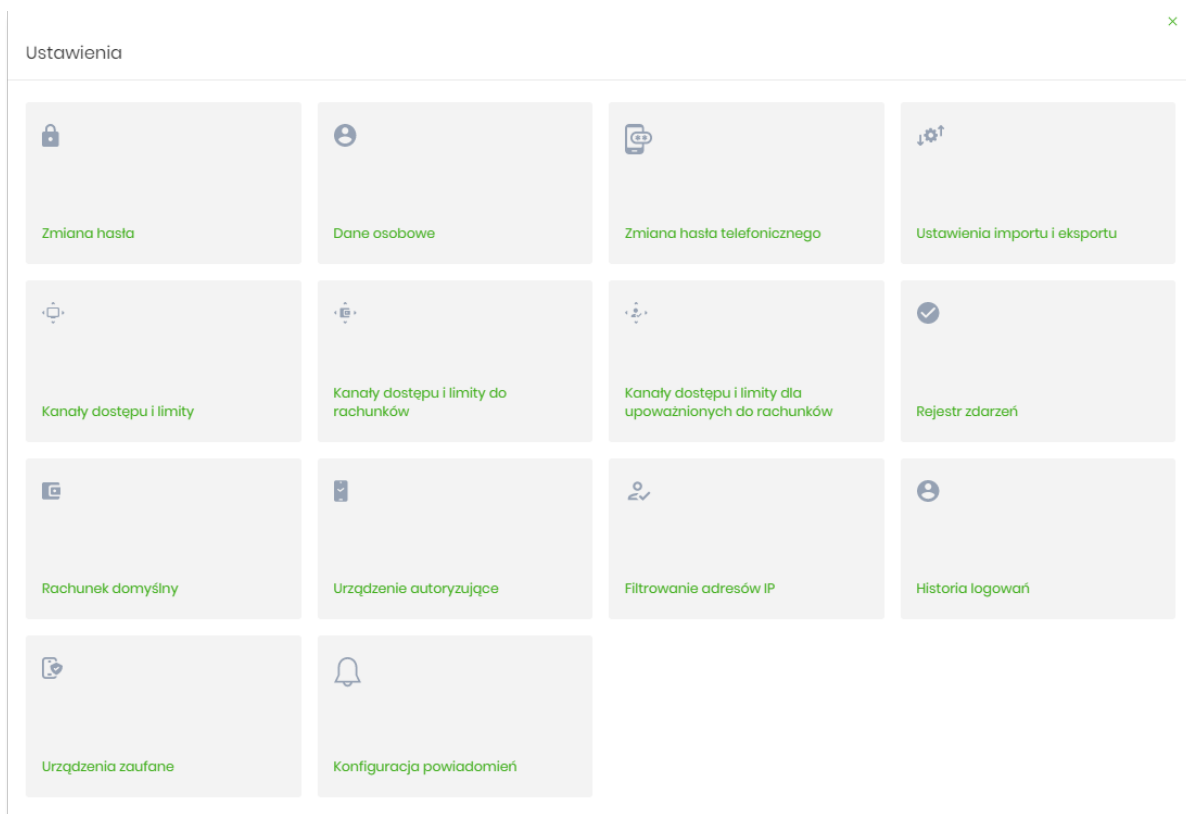 Ustawienia
Zmiana hasła
Dane osobowe
Zmiana hasła telefonicznego
Ustawienia importu i eksportu
Kanały dostępu i limity
Kanały dostępu i limity do
rachunków
Kanały dostępu i limity dla
upoważnionych do rachunków
Rejestr zdarzeń
Rachunek domyślny
Urządzenie autoryzujące
Filtrowanie adresów IP
Historia logowań
Urządzenia zaufane
Konfiguracja powiadomień